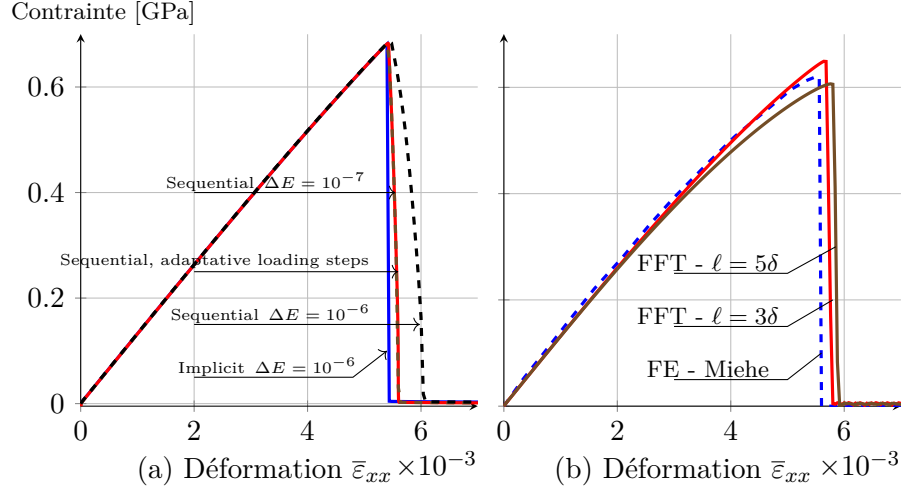 Contrainte [GPa]
0.6
0.4
0.2
0
Sequential ΔE = 10⁻⁷
Sequential, adaptative loading steps
Sequential ΔE = 10⁻⁶
Implicit ΔE = 10⁻⁶
0 2 4 6
(a) Déformation ε̅ₓₓ ×10⁻³
FFT - ℓ = 5δ
FFT - ℓ = 3δ
FE - Miehe
0 2 4 6
(b) Déformation ε̅ₓₓ ×10⁻³